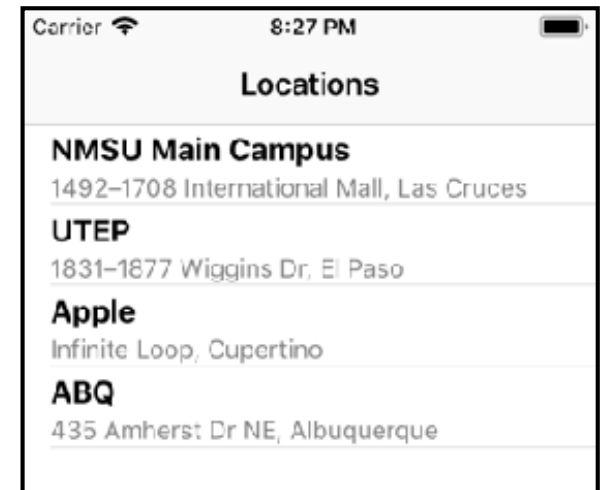 Carrier 8:27 PM
Locations
NMSU Main Campus
1492–1708 International Mall, Las Cruces
UTEP
1831–1877 Wiggins Dr, El Paso
Apple
Infinite Loop, Cupertino
ABQ
435 Amherst Dr NE, Albuquerque